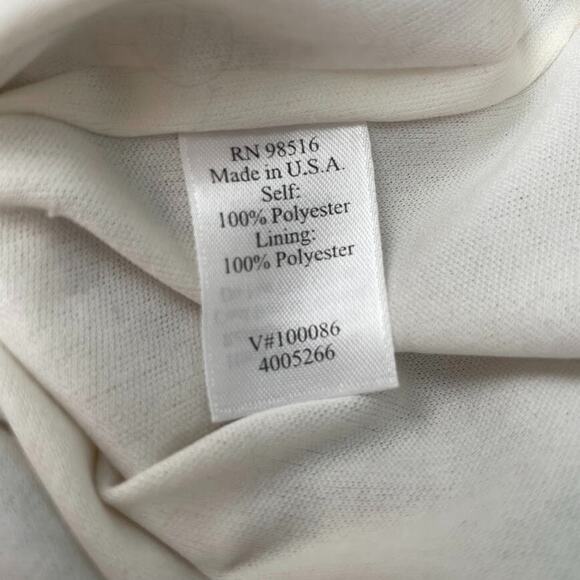 RN 98516
Made in U.S.A.
Self:
100% Polyester
Lining:
100% Polyester
V#100086
4005266